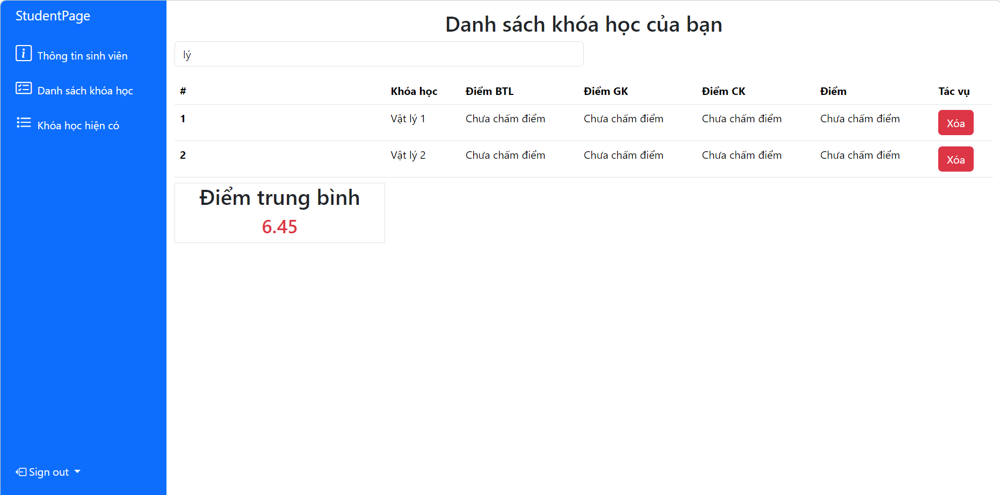 StudentPage
Thông tin sinh viên
Danh sách khóa học
Khóa học hiện có
Sign out
Danh sách khóa học của bạn
lý
# Khóa học Điểm BTL Điểm GK Điểm CK Điểm Tác vụ
1 Vật lý 1 Chưa chấm điểm Chưa chấm điểm Chưa chấm điểm Chưa chấm điểm Xóa
2 Vật lý 2 Chưa chấm điểm Chưa chấm điểm Chưa chấm điểm Chưa chấm điểm Xóa
Điểm trung bình
6.45